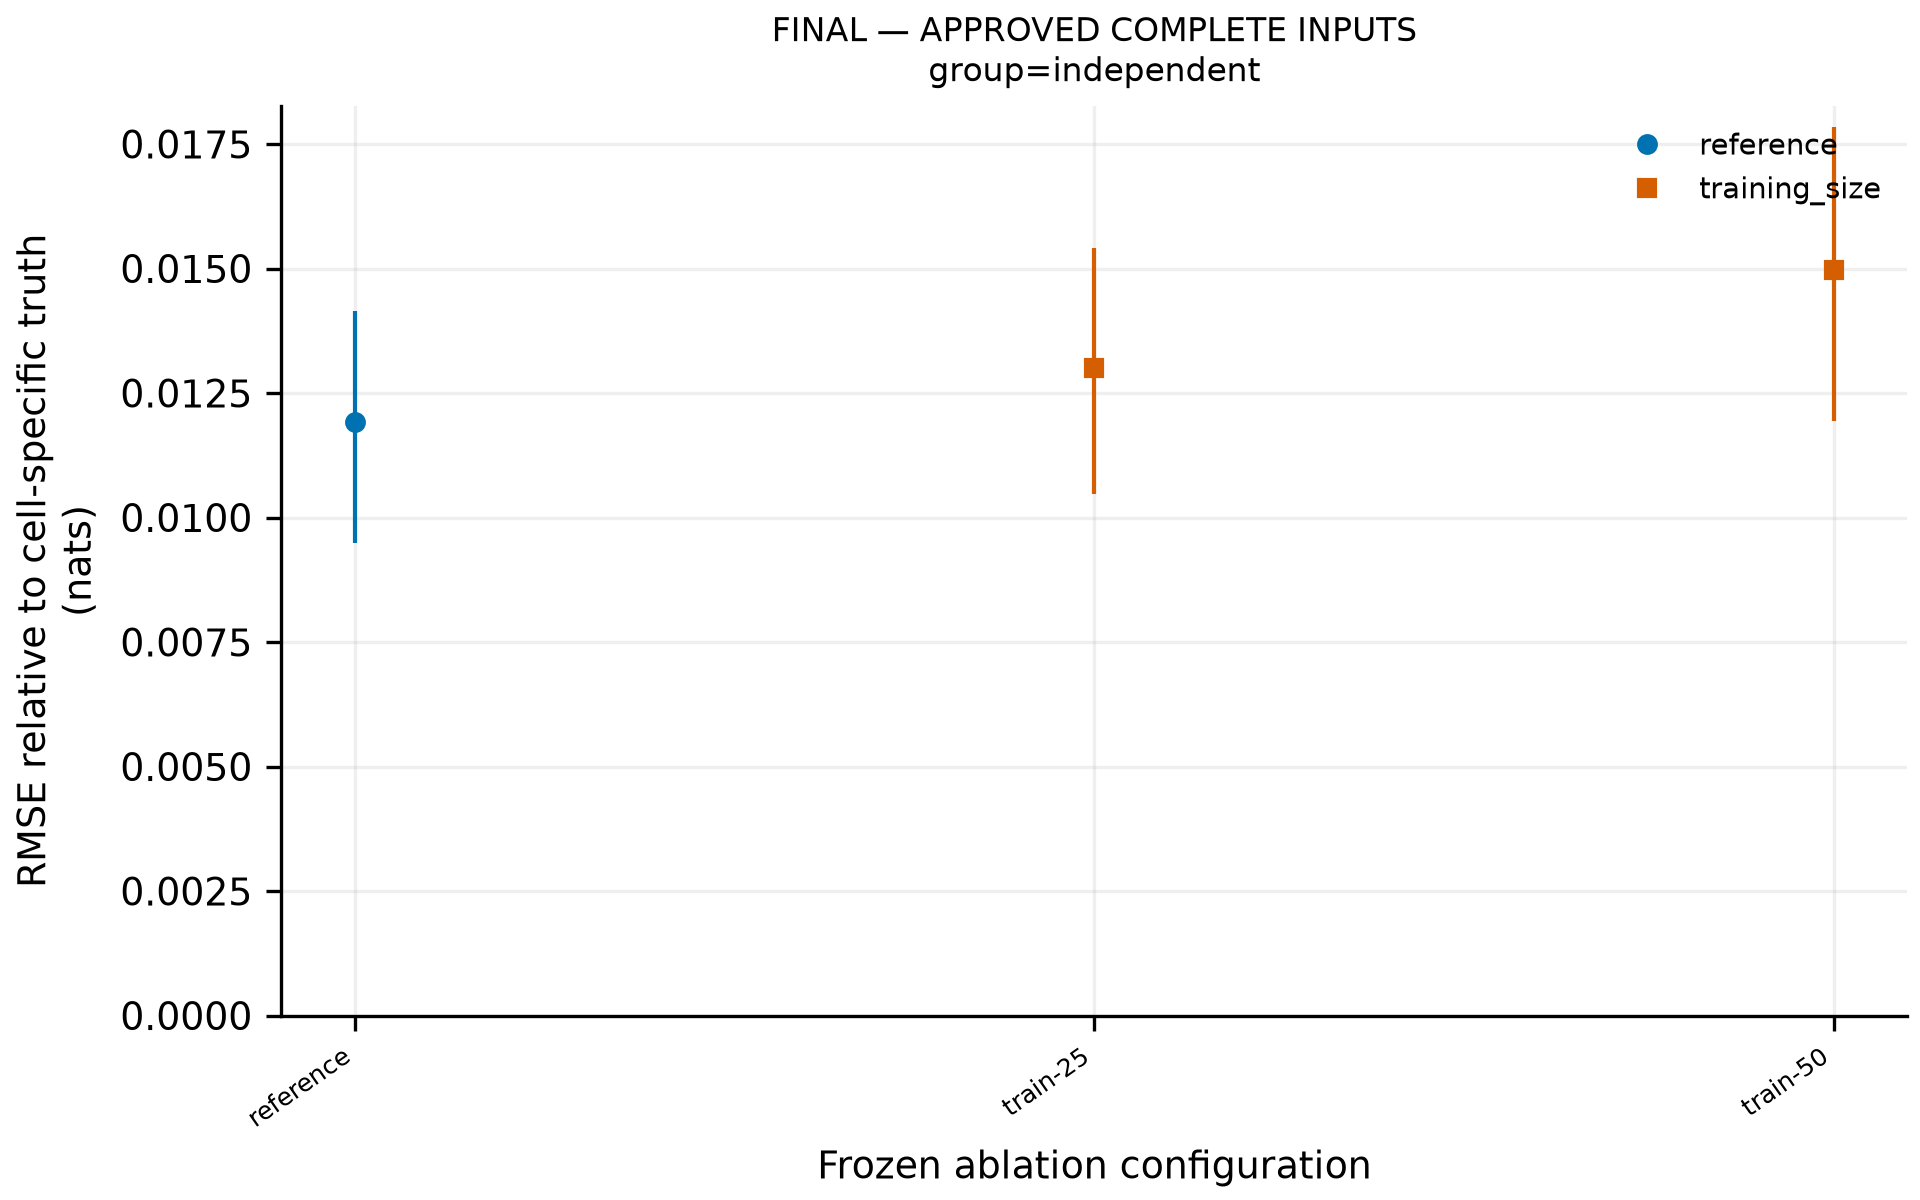 FINAL — APPROVED COMPLETE INPUTS
group=independent
reference
training_size
0.0175
0.0150
0.0125
0.0100
0.0075
0.0050
0.0025
0.0000
RMSE relative to cell-specific truth
(nats)
reference
train-25
train-50
Frozen ablation configuration